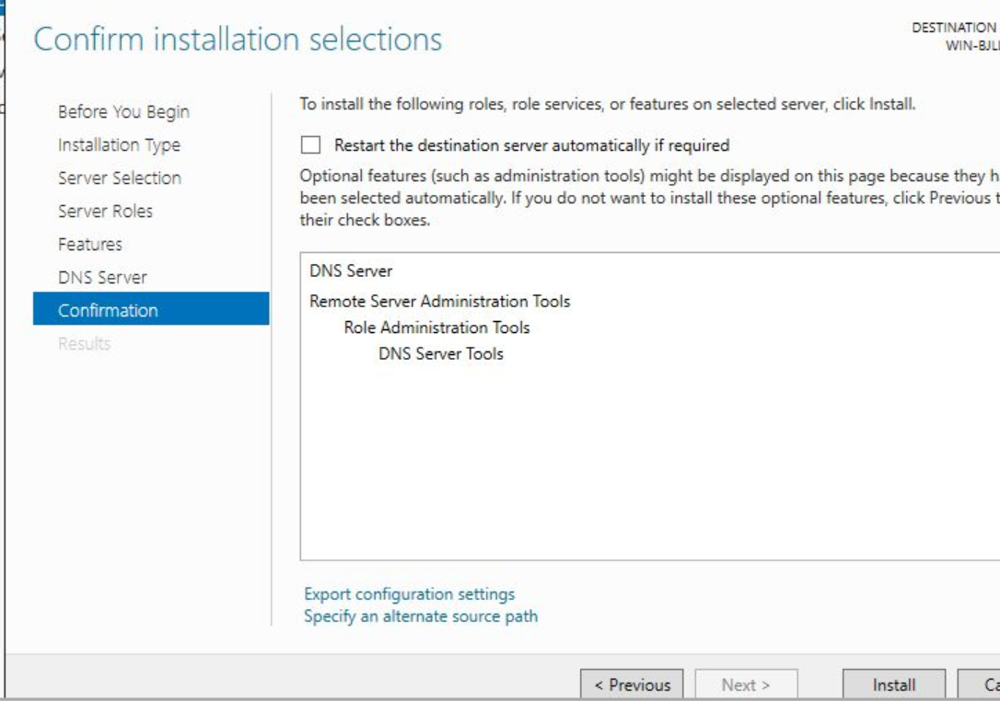 Confirm installation selections
DESTINATION
WIN-BJLI
Before You Begin
Installation Type
Server Selection
Server Roles
Features
DNS Server
Confirmation
Results
To install the following roles, role services, or features on selected server, click Install.
Restart the destination server automatically if required
Optional features (such as administration tools) might be displayed on this page because they ha
been selected automatically. If you do not want to install these optional features, click Previous t
their check boxes.
DNS Server
Remote Server Administration Tools
Role Administration Tools
DNS Server Tools
Export configuration settings
Specify an alternate source path
< Previous
Next >
Install
Ca